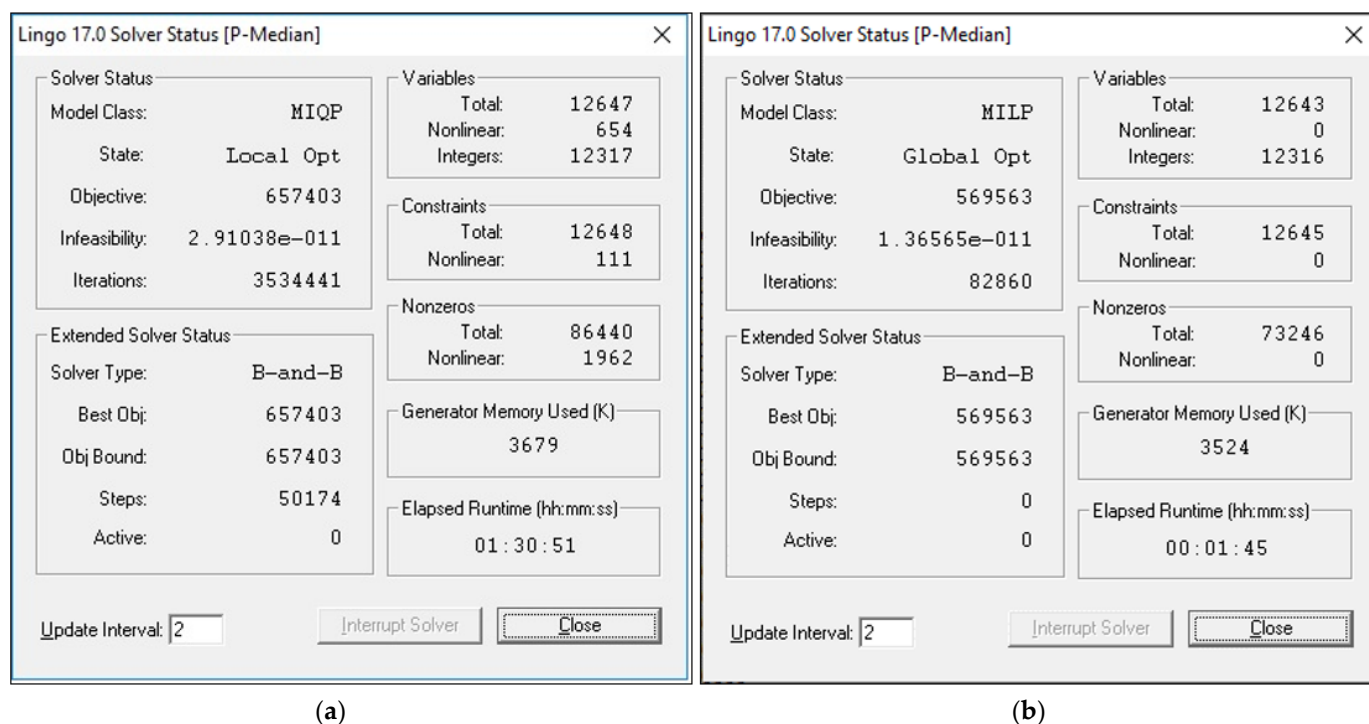 Lingo 17.0 Solver Status [P-Median]
Solver Status
Model Class: MIQP
State: Local Opt
Objective: 657403
Infeasibility: 2.91038e-011
Iterations: 3534441
Extended Solver Status
Solver Type: B-and-B
Best Obj: 657403
Obj Bound: 657403
Steps: 50174
Active: 0
Variables
Total: 12647
Nonlinear: 654
Integers: 12317
Constraints
Total: 12648
Nonlinear: 111
Nonzeros
Total: 86440
Nonlinear: 1962
Generator Memory Used (K)
3679
Elapsed Runtime (hh:mm:ss)
01:30:51
Update Interval: 2
Interrupt Solver
Close
(a)
Lingo 17.0 Solver Status [P-Median]
Solver Status
Model Class: MILP
State: Global Opt
Objective: 569563
Infeasibility: 1.36565e-011
Iterations: 82860
Extended Solver Status
Solver Type: B-and-B
Best Obj: 569563
Obj Bound: 569563
Steps: 0
Active: 0
Variables
Total: 12643
Nonlinear: 0
Integers: 12316
Constraints
Total: 12645
Nonlinear: 0
Nonzeros
Total: 73246
Nonlinear: 0
Generator Memory Used (K)
3524
Elapsed Runtime (hh:mm:ss)
00:01:45
Update Interval: 2
Interrupt Solver
Close
(b)